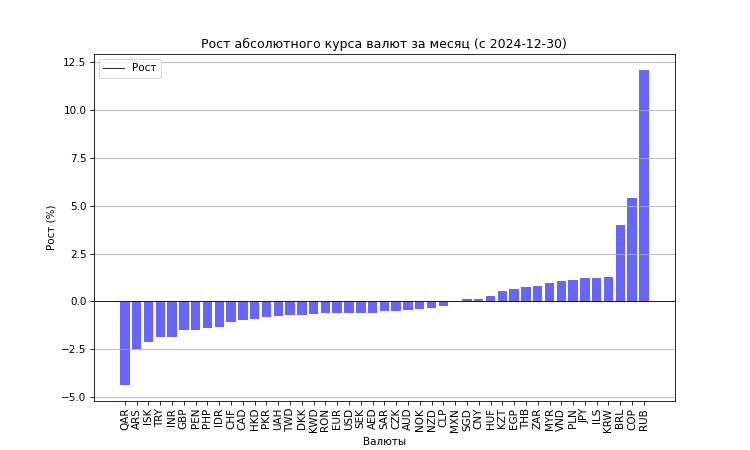 Рост абсолютного курса валют за месяц (с 2024-12-30)
Рост
12.5
10.0
7.5
5.0
2.5
0.0
−2.5
−5.0
Рост (%)
QAR
ARS
ISK
TRY
INR
GBP
PEN
PHP
IDR
CHF
CAD
HKD
PKR
UAH
TWD
DKK
KWD
RON
EUR
USD
SEK
AED
SAR
CZK
AUD
NOK
NZD
CLP
MXN
SGD
CNY
HUF
KZT
EGP
THB
ZAR
MYR
VND
PLN
JPY
ILS
KRW
BRL
COP
RUB
Валюты